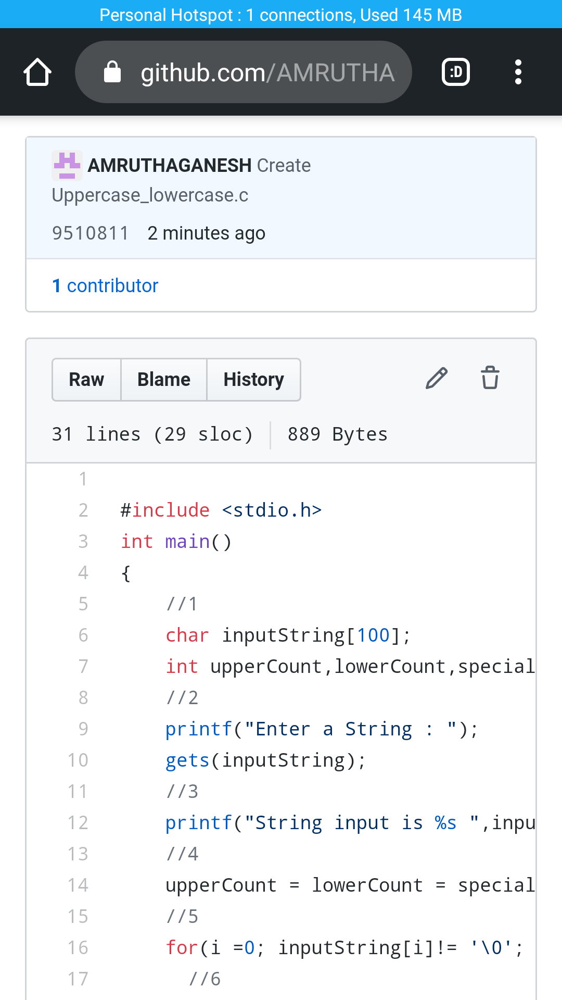 Personal Hotspot : 1 connections, Used 145 MB
github.com/AMRUTHA
:D
AMRUTHAGANESH Create
Uppercase_lowercase.c
9510811 2 minutes ago
1 contributor
Raw Blame History
31 lines (29 sloc) 889 Bytes
1
2 #include <stdio.h>
3 int main()
4 {
5 //1
6 char inputString[100];
7 int upperCount,lowerCount,special
8 //2
9 printf("Enter a String : ");
10 gets(inputString);
11 //3
12 printf("String input is %s ",inpu
13 //4
14 upperCount = lowerCount = special
15 //5
16 for(i =0; inputString[i]!= '\0';
17 //6